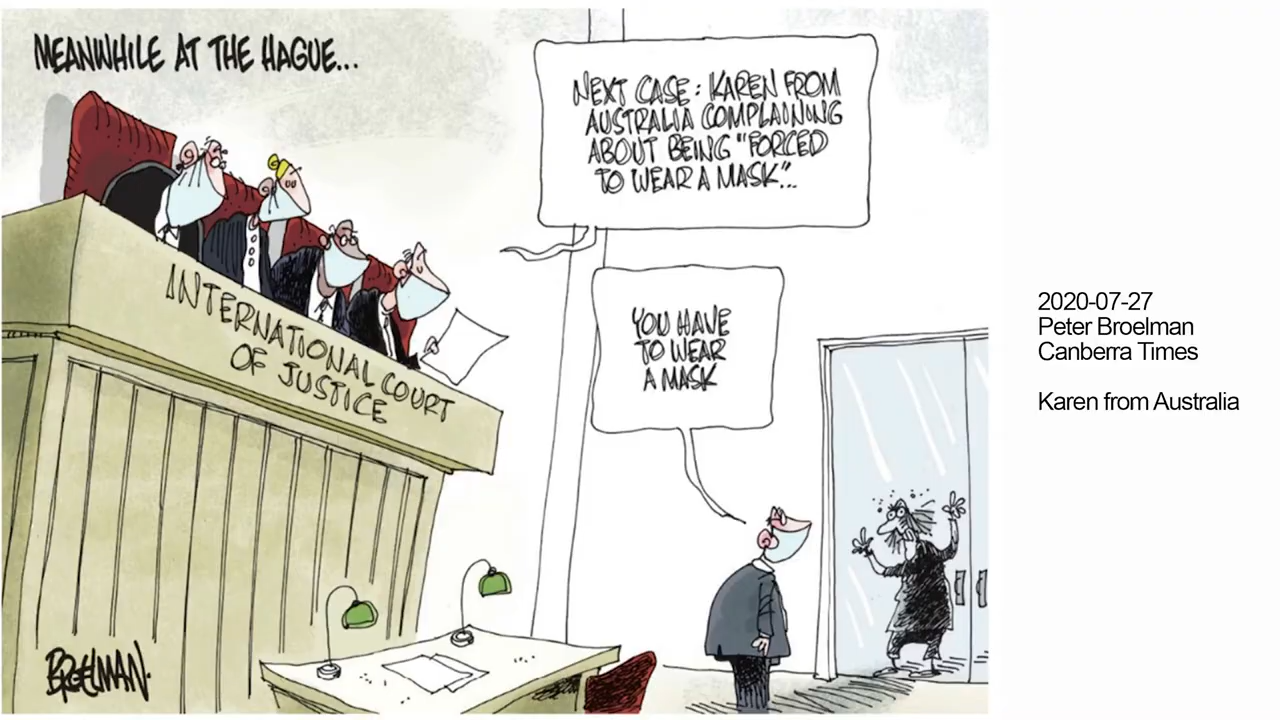 MEANWHILE AT THE HAGUE...
NEXT CASE: KAREN FROM
AUSTRALIA COMPLAINING
ABOUT BEING "FORCED
TO WEAR A MASK"...
YOU HAVE
TO WEAR
A MASK
INTERNATIONAL COURT
OF JUSTICE
BROELMAN.
2020-07-27
Peter Broelman
Canberra Times
Karen from Australia